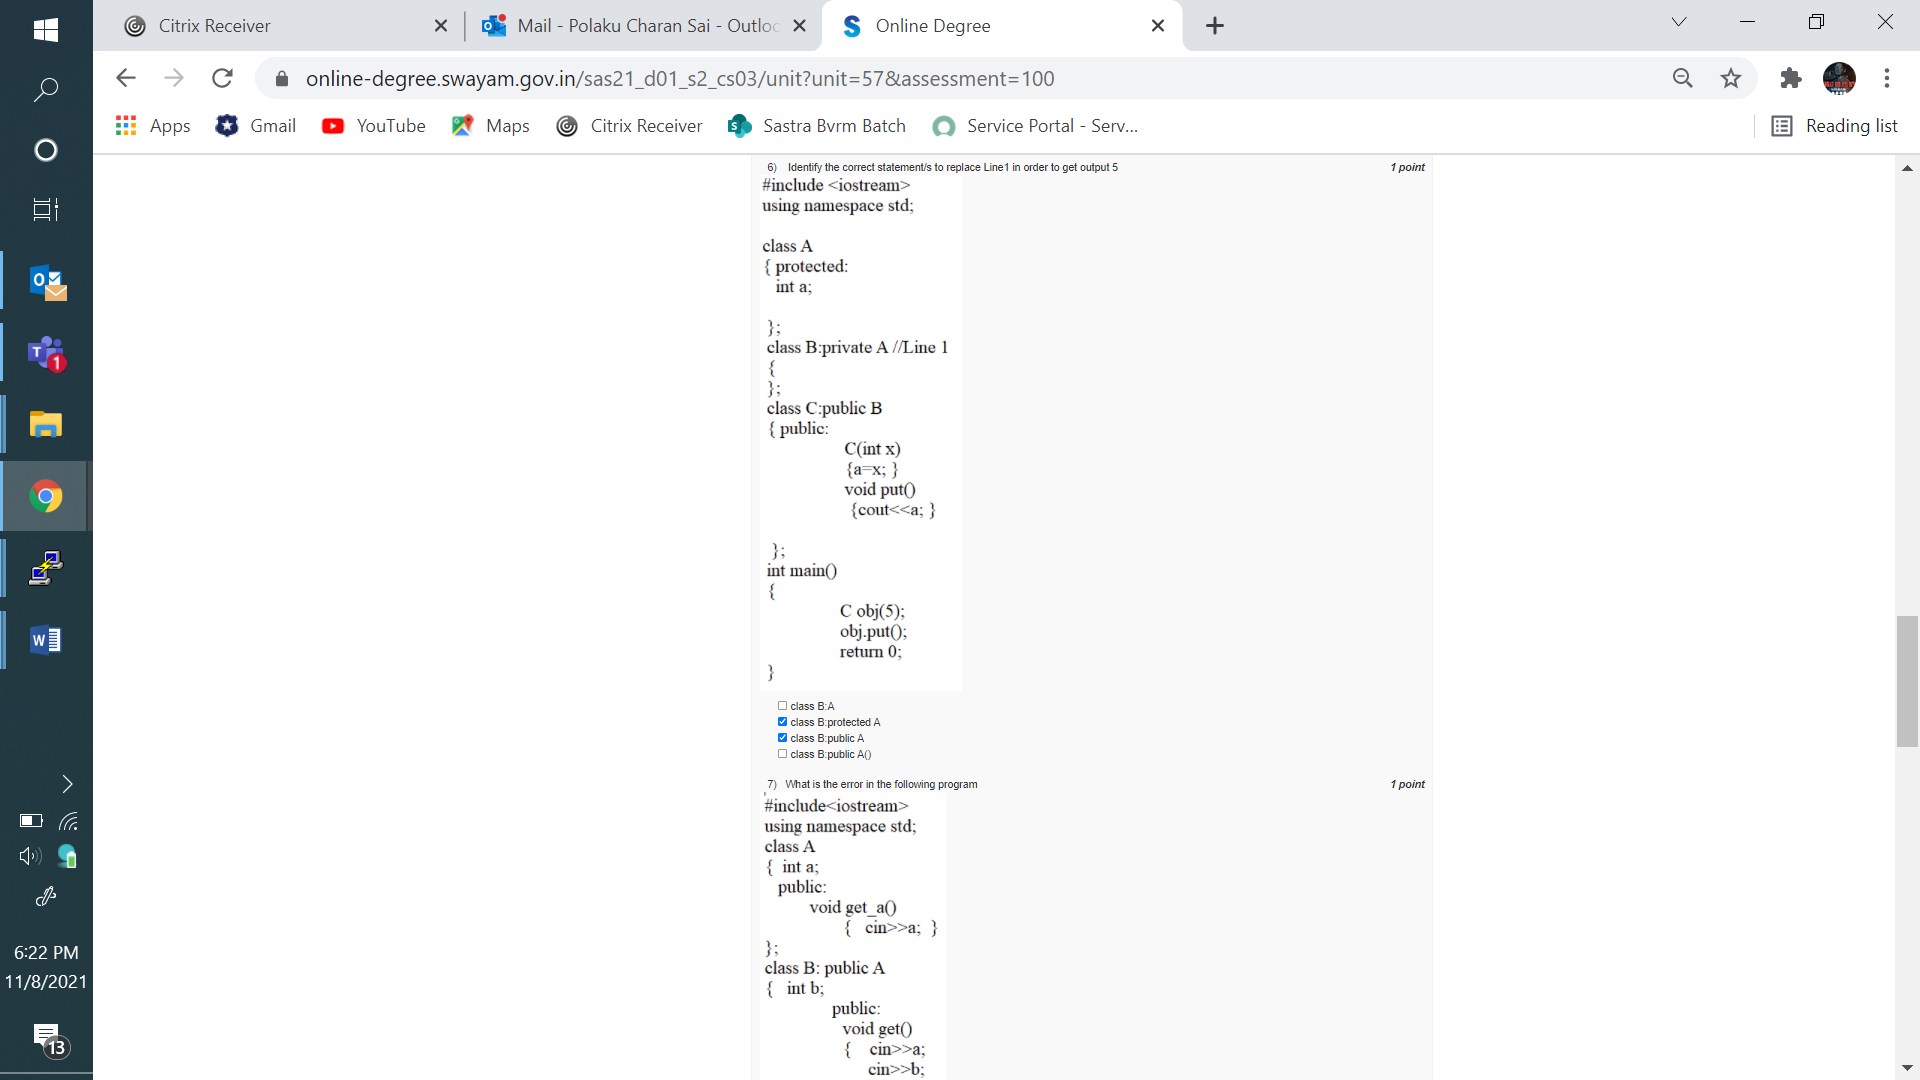 Citrix Receiver
Mail - Polaku Charan Sai - Outloo
Online Degree
online-degree.swayam.gov.in/sas21_d01_s2_cs03/unit?unit=57&assessment=100
Apps
Gmail
YouTube
Maps
Citrix Receiver
Sastra Bvrm Batch
Service Portal - Serv...
Reading list
6) Identify the correct statement/s to replace Line1 in order to get output 5
1 point
#include <iostream>
using namespace std;
class A
{ protected:
int a;
};
class B:private A //Line 1
{
};
class C:public B
{ public:
C(int x)
{a=x; }
void put()
{cout<<a; }
};
int main()
{
C obj(5);
obj.put();
return 0;
}
class B:A
class B:protected A
class B:public A
class B:public A()
7) What is the error in the following program
1 point
#include<iostream>
using namespace std;
class A
{ int a;
public:
void get_a()
{ cin>>a; }
};
class B: public A
{ int b;
public:
void get()
{ cin>>a;
cin>>b;
1
6:22 PM
11/8/2021
13